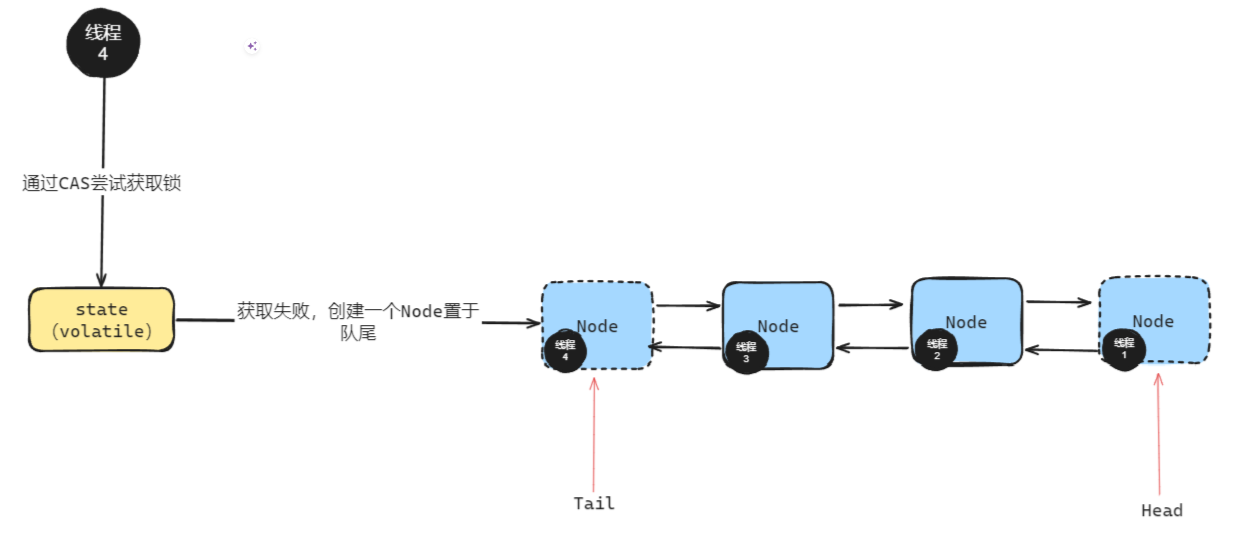 线程
4
通过CAS尝试获取锁
state
（volatile）
获取失败，创建一个Node置于
队尾
Node
线程
4
Node
线程
3
Node
线程
2
Node
线程
1
Tail
Head